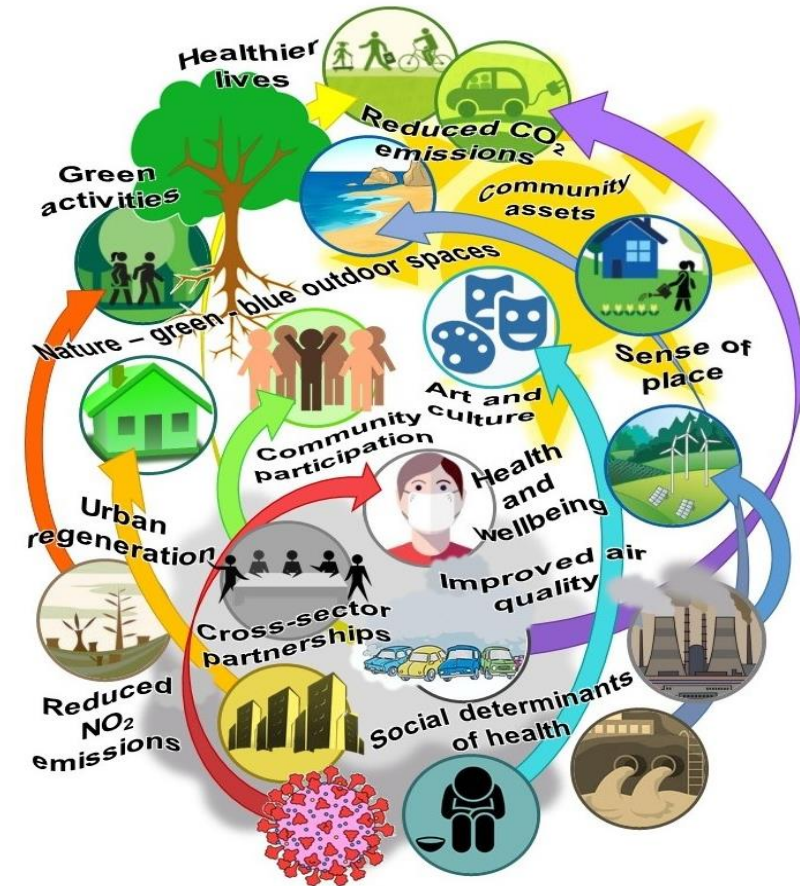 Healthier
lives
Reduced CO₂
emissions
Green
activities
Community
assets
Nature – green - blue outdoor spaces
Sense of
place
Art and
culture
Community
participation
Health
and
wellbeing
Urban
regeneration
Improved air
quality
Cross-sector
partnerships
Reduced
NO₂
emissions
Social determinants
of health